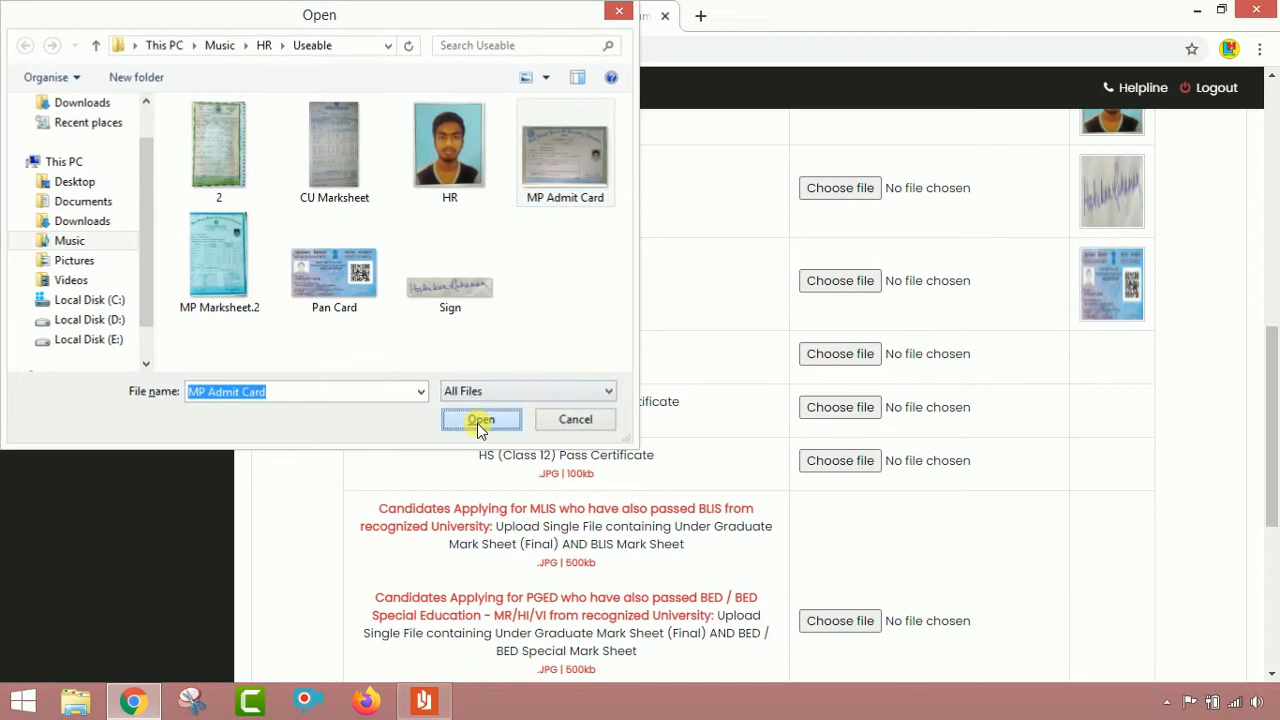 Open
This PC
Music
HR
Useable
Search Useable
Organise
New folder
Downloads
Recent places
This PC
Desktop
Documents
Downloads
Music
Pictures
Videos
Local Disk (C:)
Local Disk (D:)
Local Disk (E:)
2
CU Marksheet
HR
MP Admit Card
MP Marksheet.2
Pan Card
Sign
File name:
MP Admit Card
All Files
Open
Cancel
Helpline
Logout
Choose file No file chosen
Choose file No file chosen
Choose file No file chosen
tificate
Choose file No file chosen
HS (Class 12) Pass Certificate
.JPG | 100kb
Choose file No file chosen
Candidates Applying for MLIS who have also passed BLIS from
recognized University: Upload Single File containing Under Graduate
Mark Sheet (Final) AND BLIS Mark Sheet
.JPG | 500kb
Candidates Applying for PGED who have also passed BED / BED
Special Education - MR/HI/VI from recognized University: Upload
Single File containing Under Graduate Mark Sheet (Final) AND BED /
BED Special Mark Sheet
.JPG | 500kb
Choose file No file chosen